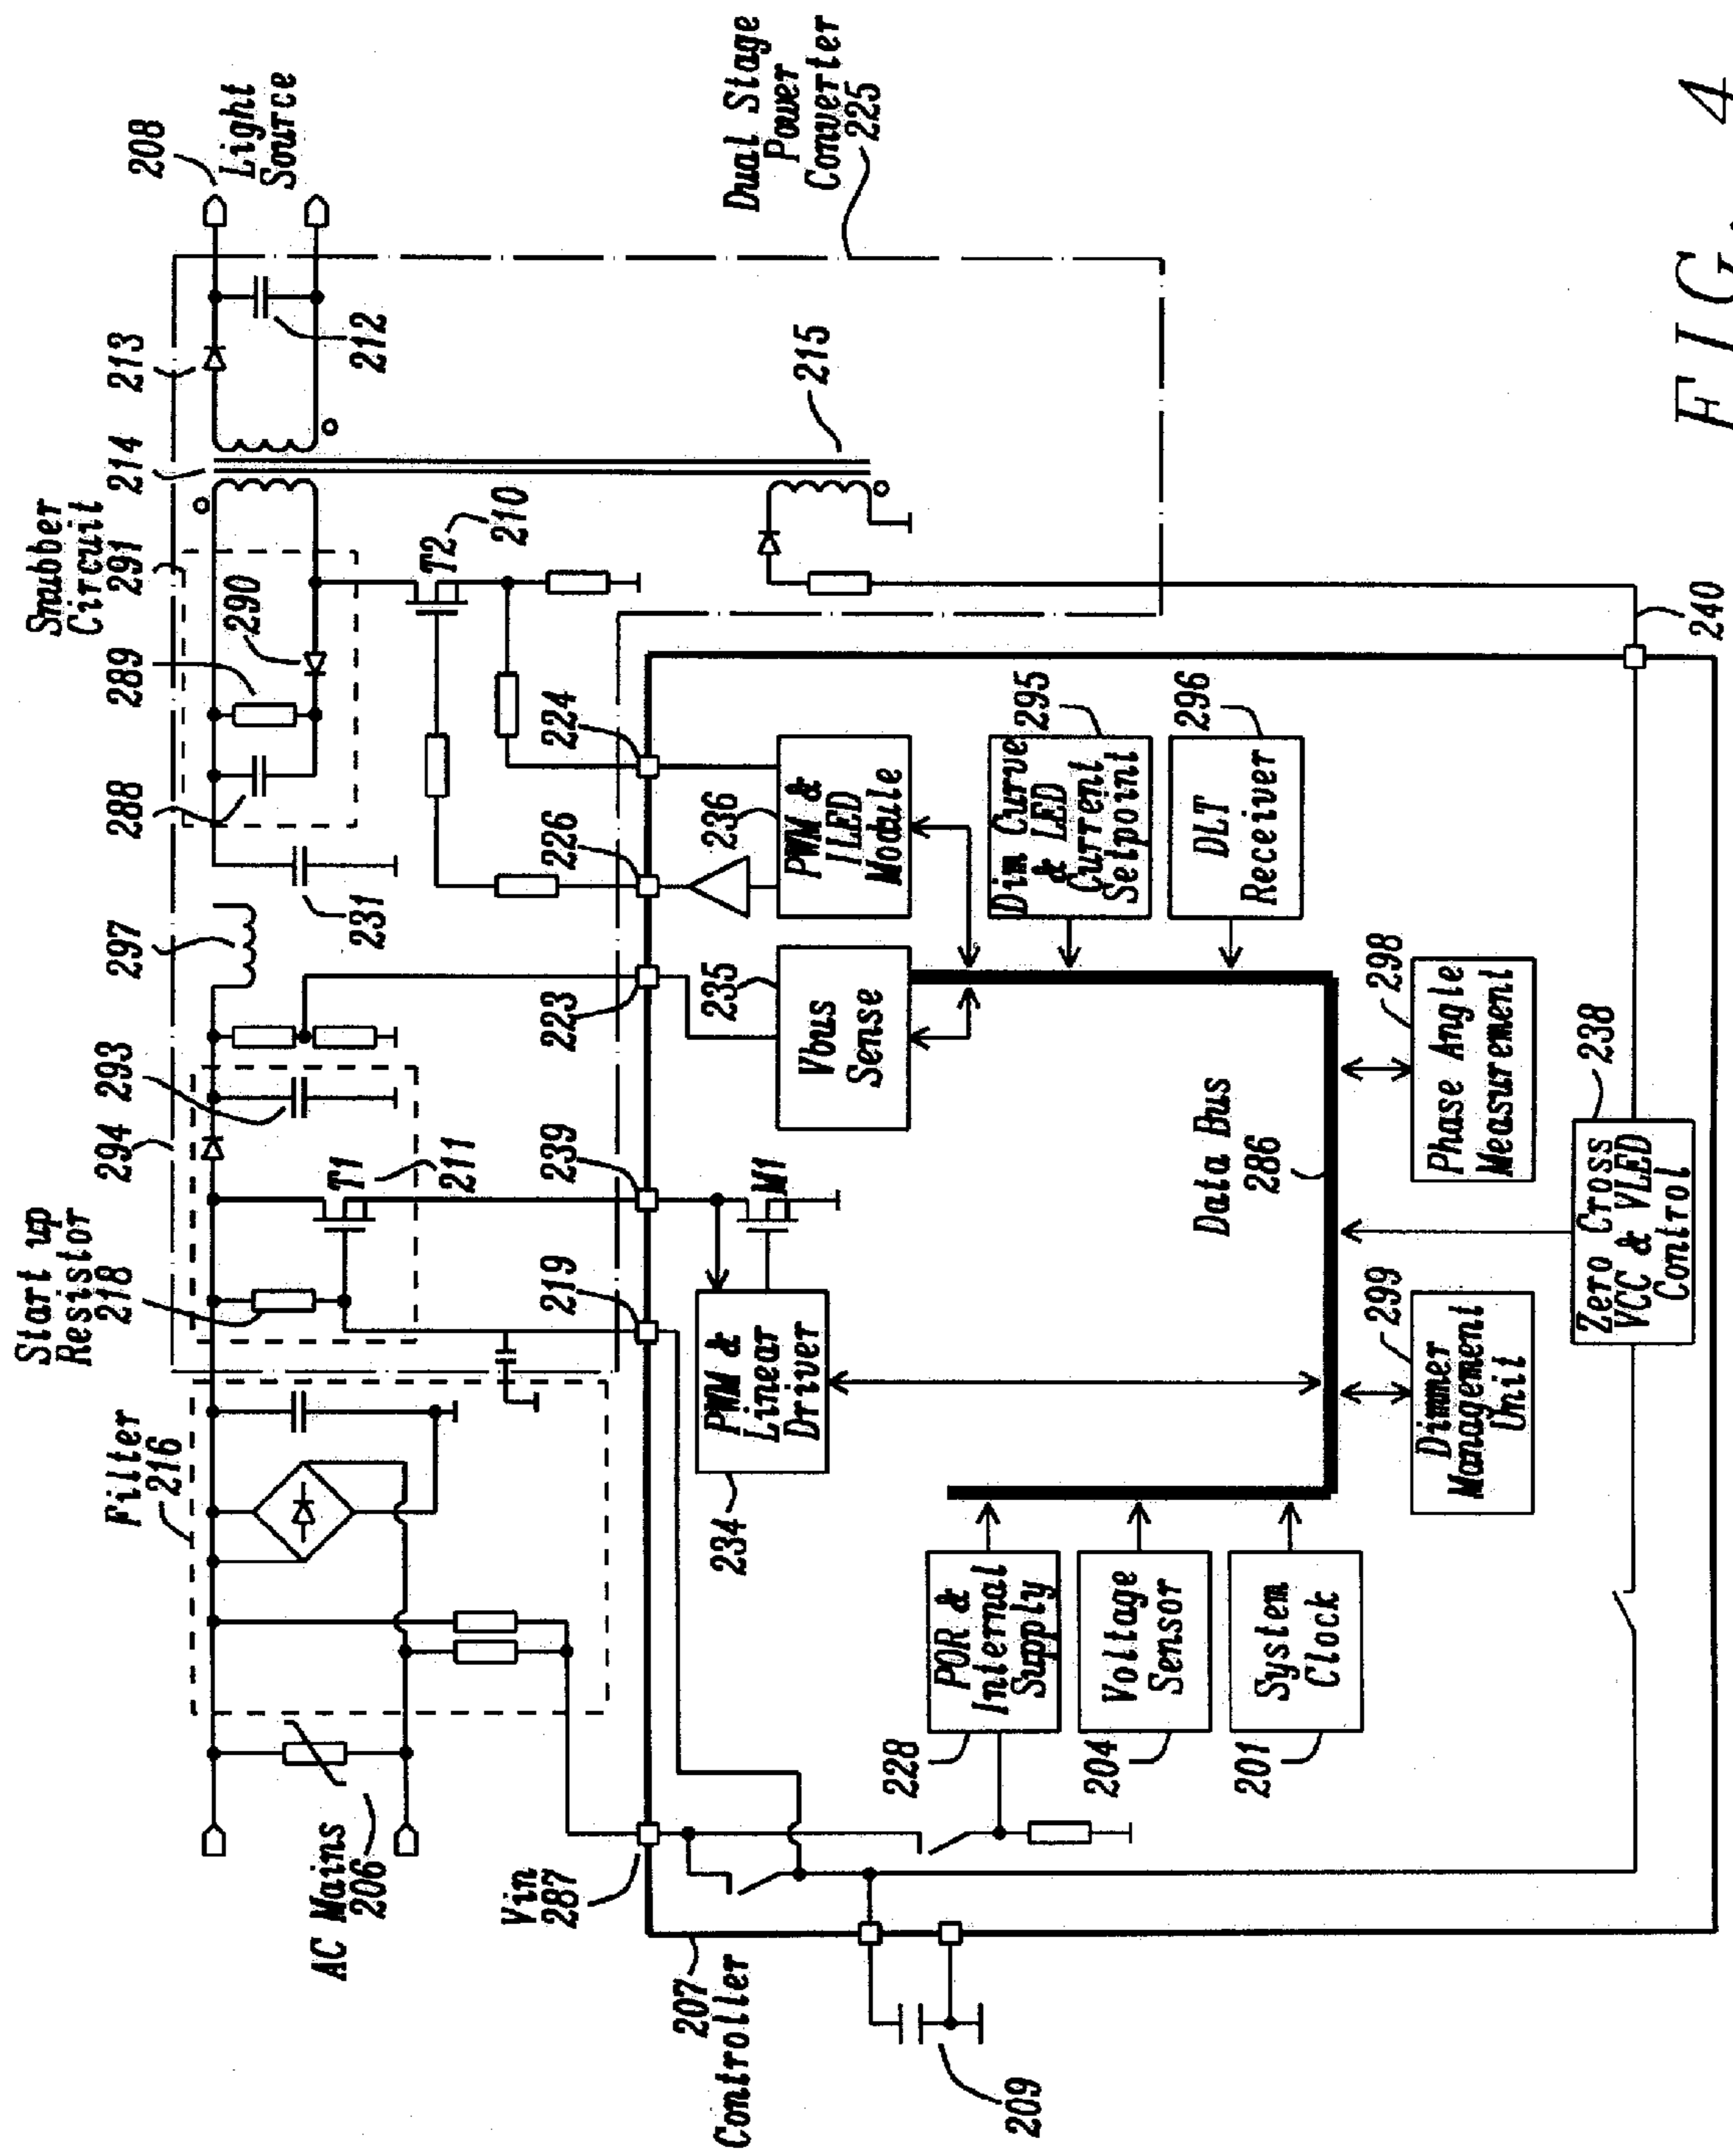 208
Light
Source
Dual Stage
Power
Converter
225
213
212
214
215
Snubber
Circuit
291
290
289
288
T2
210
231
297
293
294
T1
211
Start up
Resistor
218
Filter
216
AC Mains
206
Vin
287
219
239
223
226
224
240
207
Controller
209
234
PWM &
Linear
Driver
M1
235
Vbus
Sense
236
PWM &
ILED
Module
295
Dim Curve
& LED
Current
Setpoint
296
DLT
Receiver
Data Bus
286
298
Phase Angle
Measurement
299
Dimmer
Management
Unit
238
Zero Cross
VCC & VLED
Control
228
POR &
Internal
Supply
204
Voltage
Sensor
201
System
Clock
FIG. 4